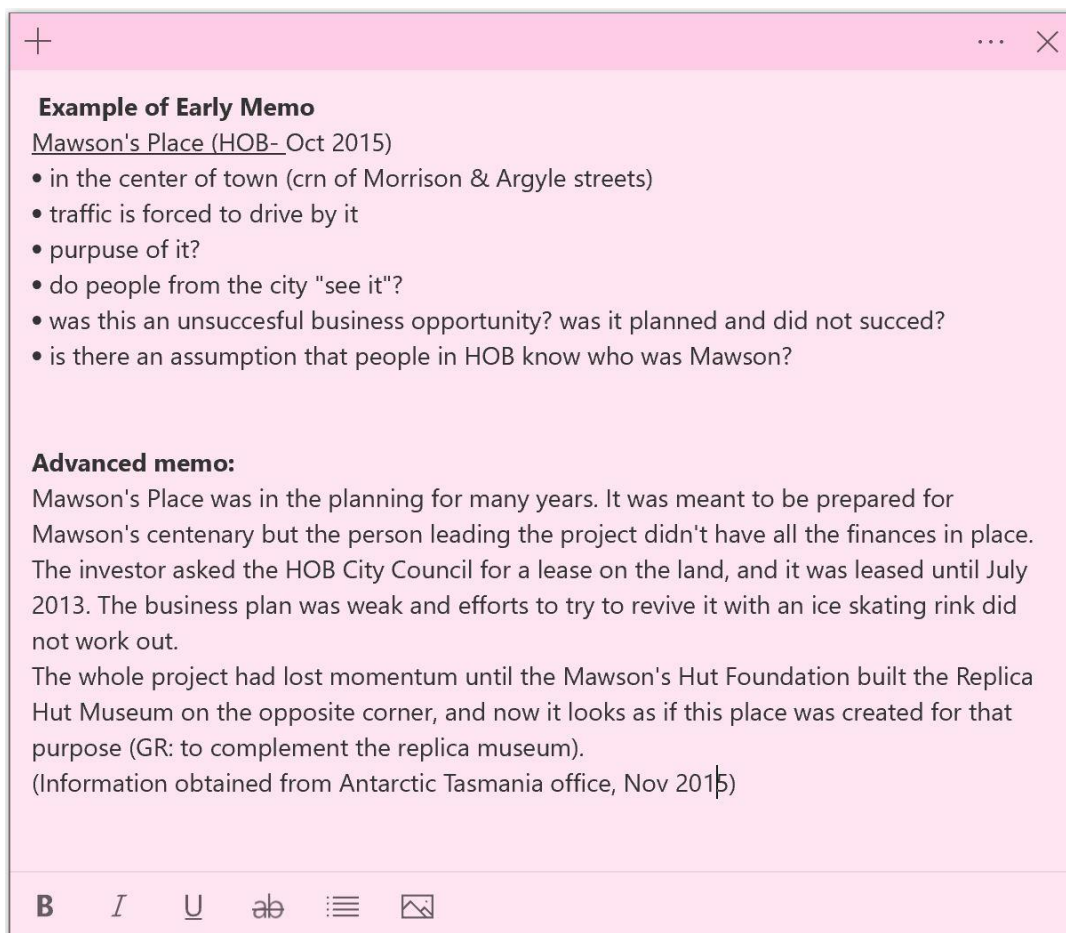 Example of Early Memo
Mawson's Place (HOB- Oct 2015)
• in the center of town (crn of Morrison & Argyle streets)
• traffic is forced to drive by it
• purpuse of it?
• do people from the city "see it"?
• was this an unsuccesful business opportunity? was it planned and did not succed?
• is there an assumption that people in HOB know who was Mawson?
Advanced memo:
Mawson's Place was in the planning for many years. It was meant to be prepared for
Mawson's centenary but the person leading the project didn't have all the finances in place.
The investor asked the HOB City Council for a lease on the land, and it was leased until July
2013. The business plan was weak and efforts to try to revive it with an ice skating rink did
not work out.
The whole project had lost momentum until the Mawson's Hut Foundation built the Replica
Hut Museum on the opposite corner, and now it looks as if this place was created for that
purpose (GR: to complement the replica museum).
(Information obtained from Antarctic Tasmania office, Nov 2015)
B I U ab